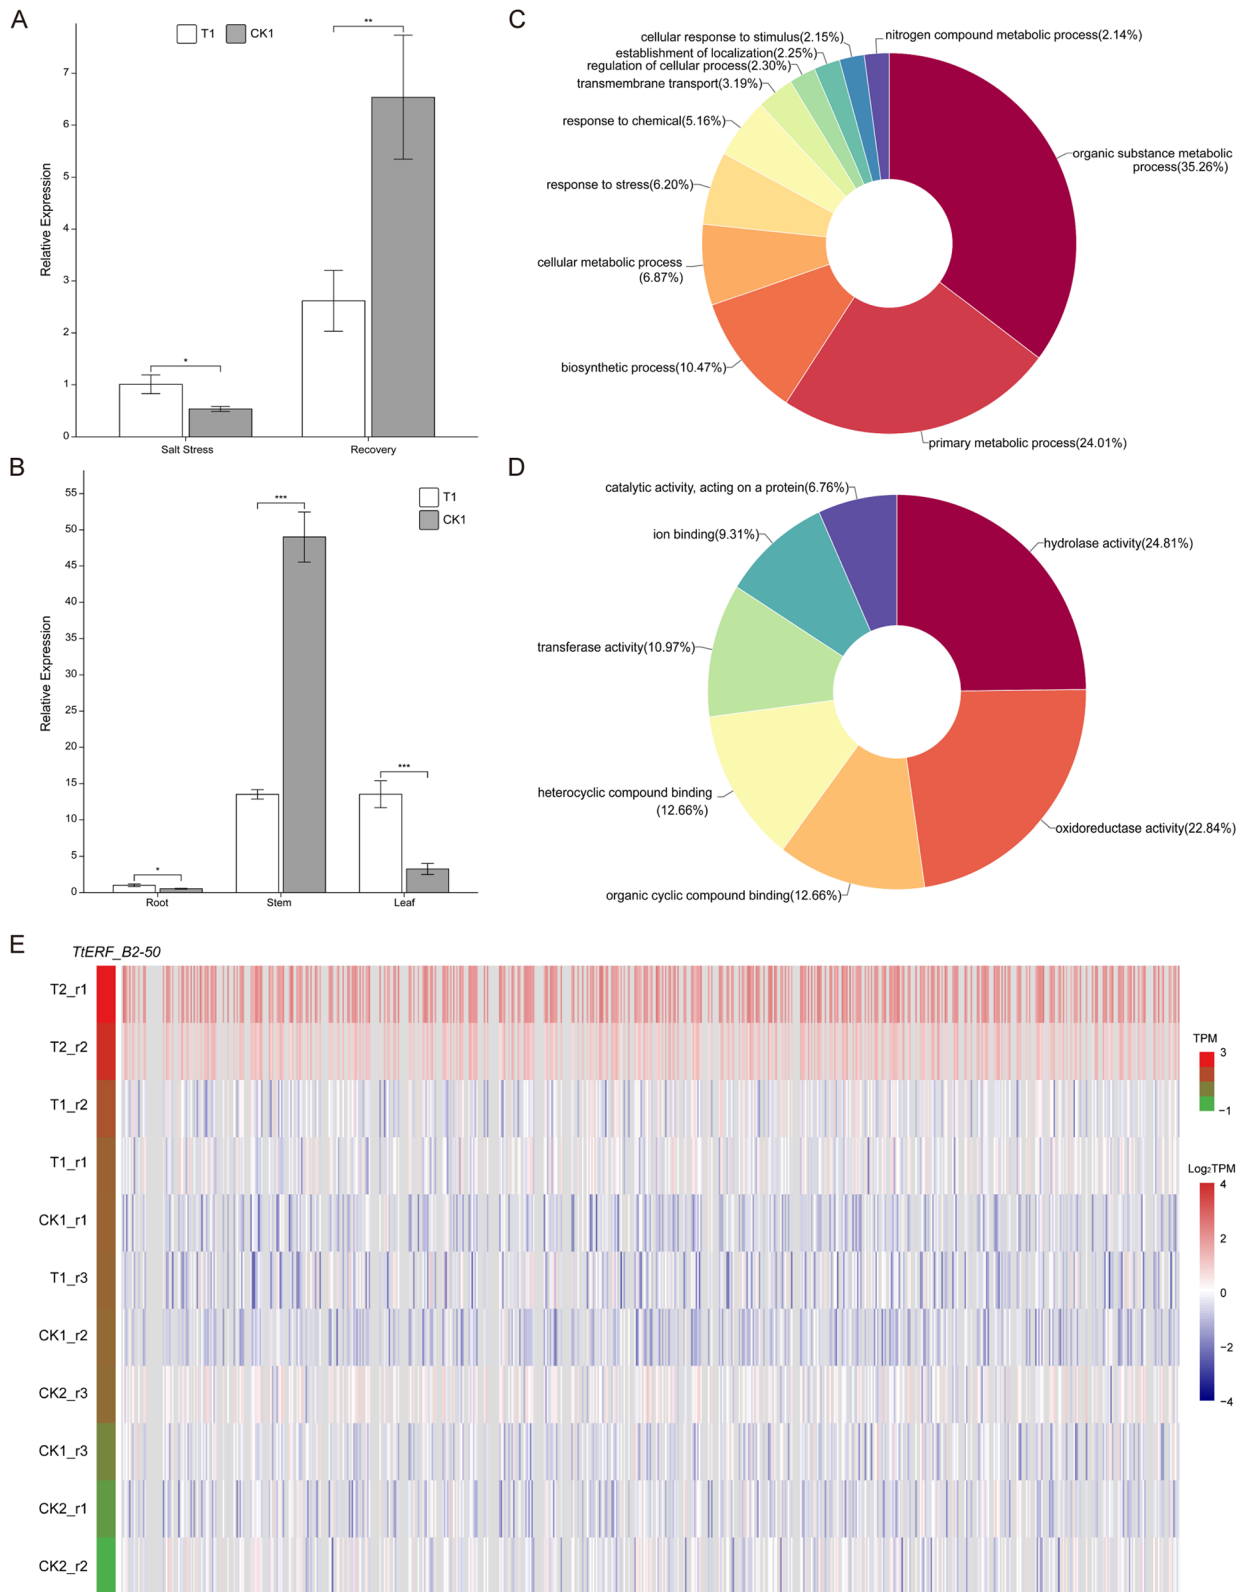 A
T1
CK1
**
*
Relative Expression
7
6
5
4
3
2
1
0
Salt Stress
Recovery
B
T1
CK1
***
***
*
Relative Expression
55
50
45
40
35
30
25
20
15
10
5
0
Root
Stem
Leaf
C
cellular response to stimulus(2.15%)
nitrogen compound metabolic process(2.14%)
establishment of localization(2.25%)
regulation of cellular process(2.30%)
transmembrane transport(3.19%)
response to chemical(5.16%)
organic substance metabolic
process(35.26%)
response to stress(6.20%)
cellular metabolic process
(6.87%)
biosynthetic process(10.47%)
primary metabolic process(24.01%)
D
catalytic activity, acting on a protein(6.76%)
ion binding(9.31%)
hydrolase activity(24.81%)
transferase activity(10.97%)
heterocyclic compound binding
(12.66%)
oxidoreductase activity(22.84%)
organic cyclic compound binding(12.66%)
E
TtERF_B2-50
T2_r1
T2_r2
T1_r2
T1_r1
CK1_r1
T1_r3
CK1_r2
CK2_r3
CK1_r3
CK2_r1
CK2_r2
TPM
3
−1
Log₂TPM
4
2
0
−2
−4